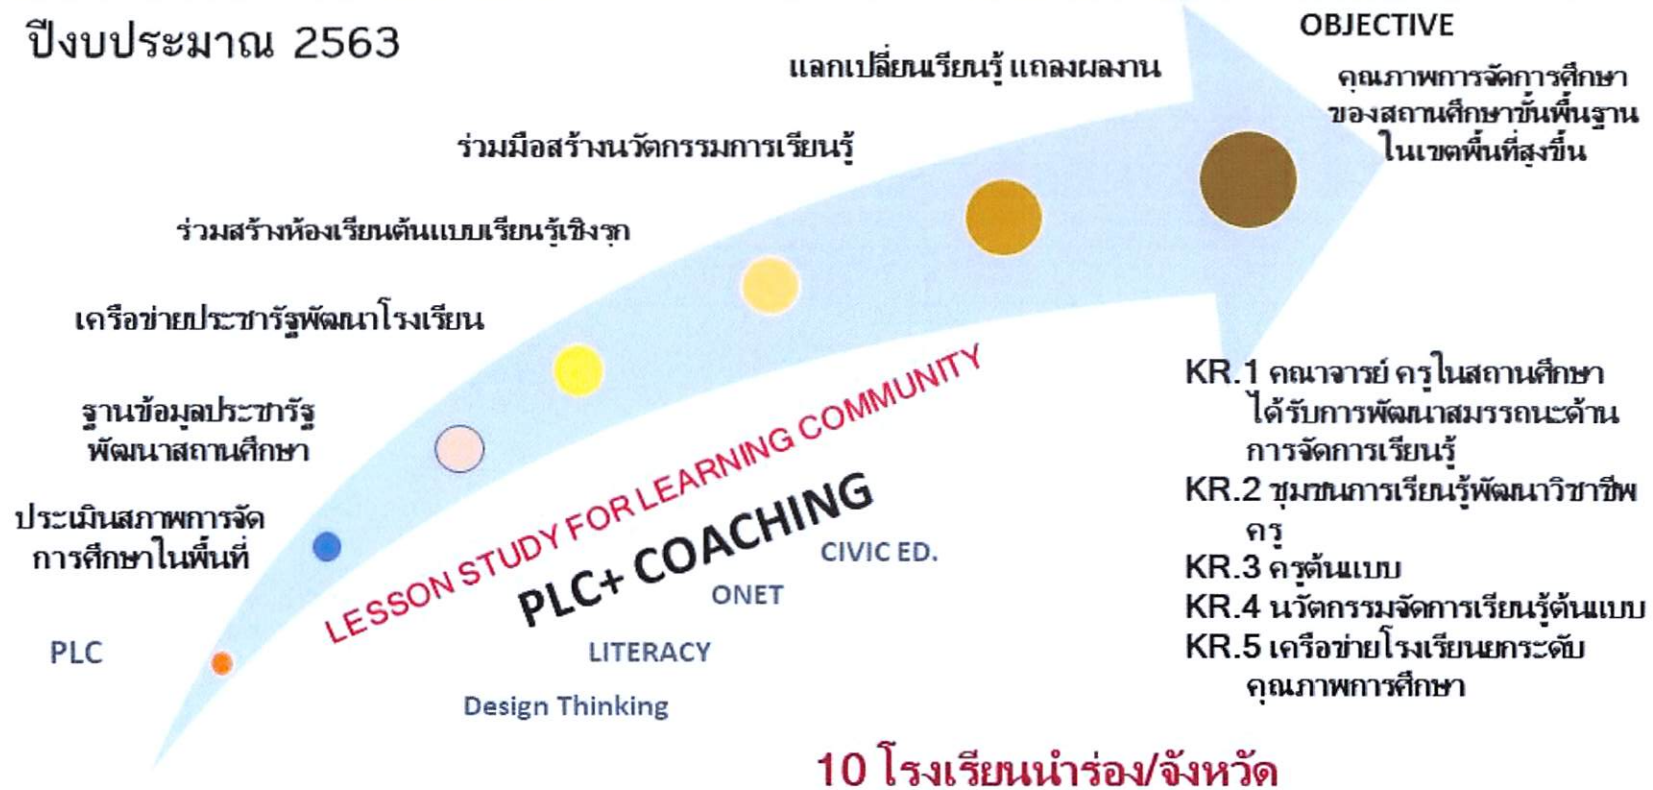 ปีงบประมาณ 2563
OBJECTIVE
คุณภาพการจัดการศึกษา
ของสถานศึกษาขั้นพื้นฐาน
ในเขตพื้นที่สูงขึ้น
แลกเปลี่ยนเรียนรู้ แถลงผลงาน
ร่วมมือสร้างนวัตกรรมการเรียนรู้
ร่วมสร้างห้องเรียนต้นแบบเรียนรู้เชิงรุก
เครือข่ายประชารัฐพัฒนาโรงเรียน
ฐานข้อมูลประชารัฐ
พัฒนาสถานศึกษา
ประเมินสภาพการจัด
การศึกษาในพื้นที่
PLC
LESSON STUDY FOR LEARNING COMMUNITY
PLC+ COACHING
CIVIC ED.
ONET
LITERACY
Design Thinking
KR.1 คณาจารย์ ครูในสถานศึกษา
ได้รับการพัฒนาสมรรถนะด้าน
การจัดการเรียนรู้
KR.2 ชุมชนการเรียนรู้พัฒนาวิชาชีพ
ครู
KR.3 ครูต้นแบบ
KR.4 นวัตกรรมจัดการเรียนรู้ต้นแบบ
KR.5 เครือข่ายโรงเรียนยกระดับ
คุณภาพการศึกษา
10 โรงเรียนนำร่อง/จังหวัด